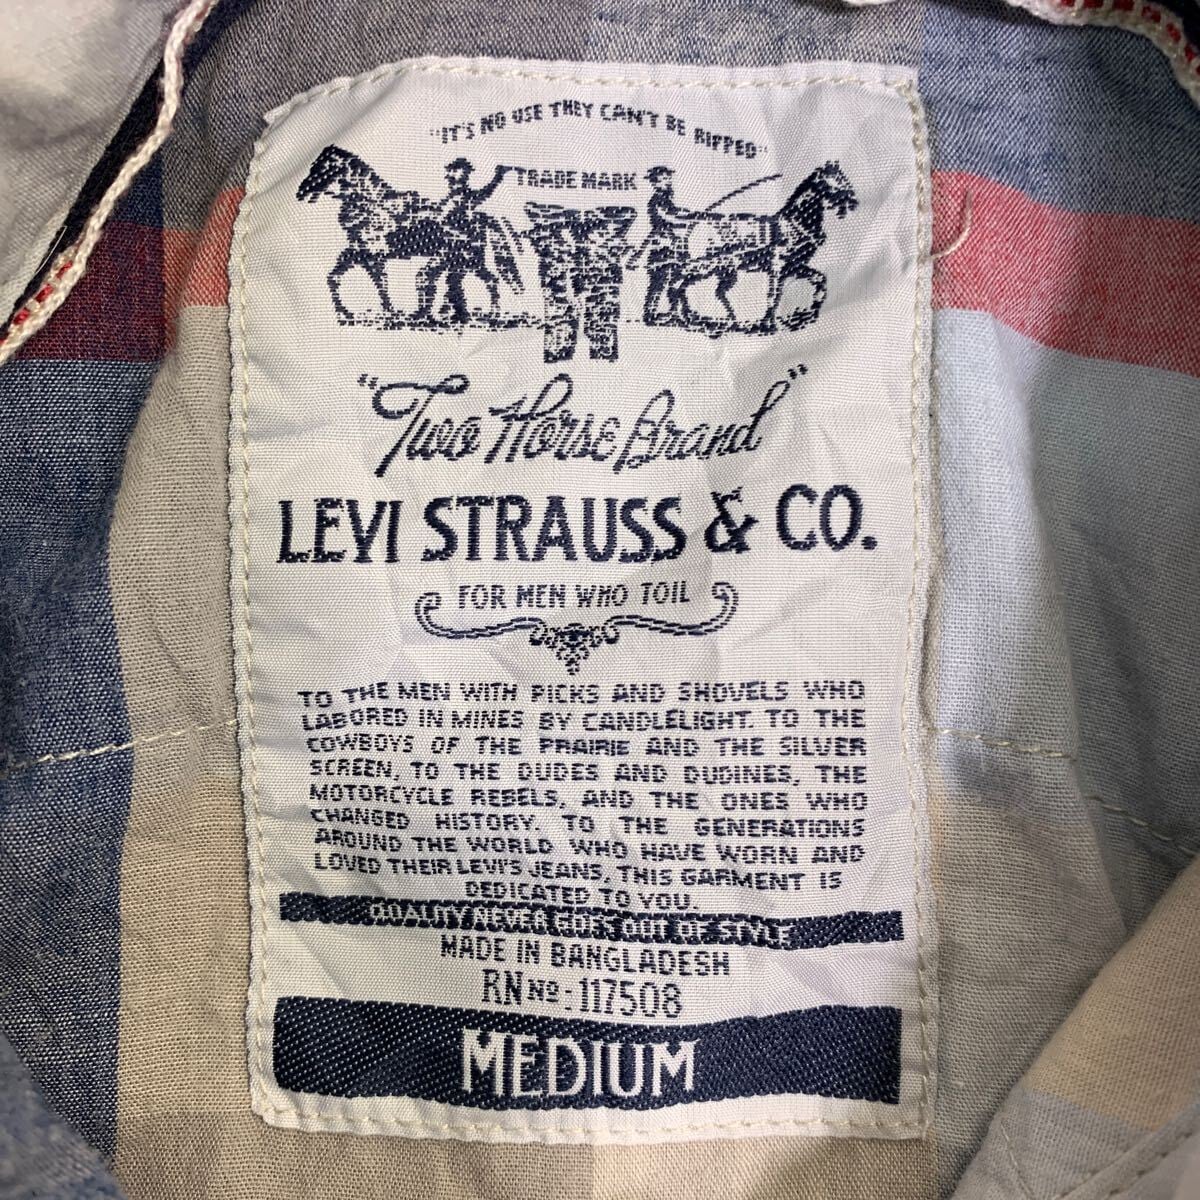 "IT'S NO USE THEY CAN'T BE RIPPED"
TRADE MARK
"Two Horse Brand"
LEVI STRAUSS & CO.
FOR MEN WHO TOIL
TO THE MEN WITH PICKS AND SHOVELS WHO
LABORED IN MINES BY CANDLELIGHT. TO THE
COWBOYS OF THE PRAIRIE AND THE SILVER
SCREEN, TO THE DUDES AND DUDINES, THE
MOTORCYCLE REBELS, AND THE ONES WHO
CHANGED HISTORY. TO THE GENERATIONS
AROUND THE WORLD WHO HAVE WORN AND
LOVED THEIR LEVI'S JEANS, THIS GARMENT IS
DEDICATED TO YOU.
QUALITY NEVER GOES OUT OF STYLE
MADE IN BANGLADESH
RN No: 117508
MEDIUM